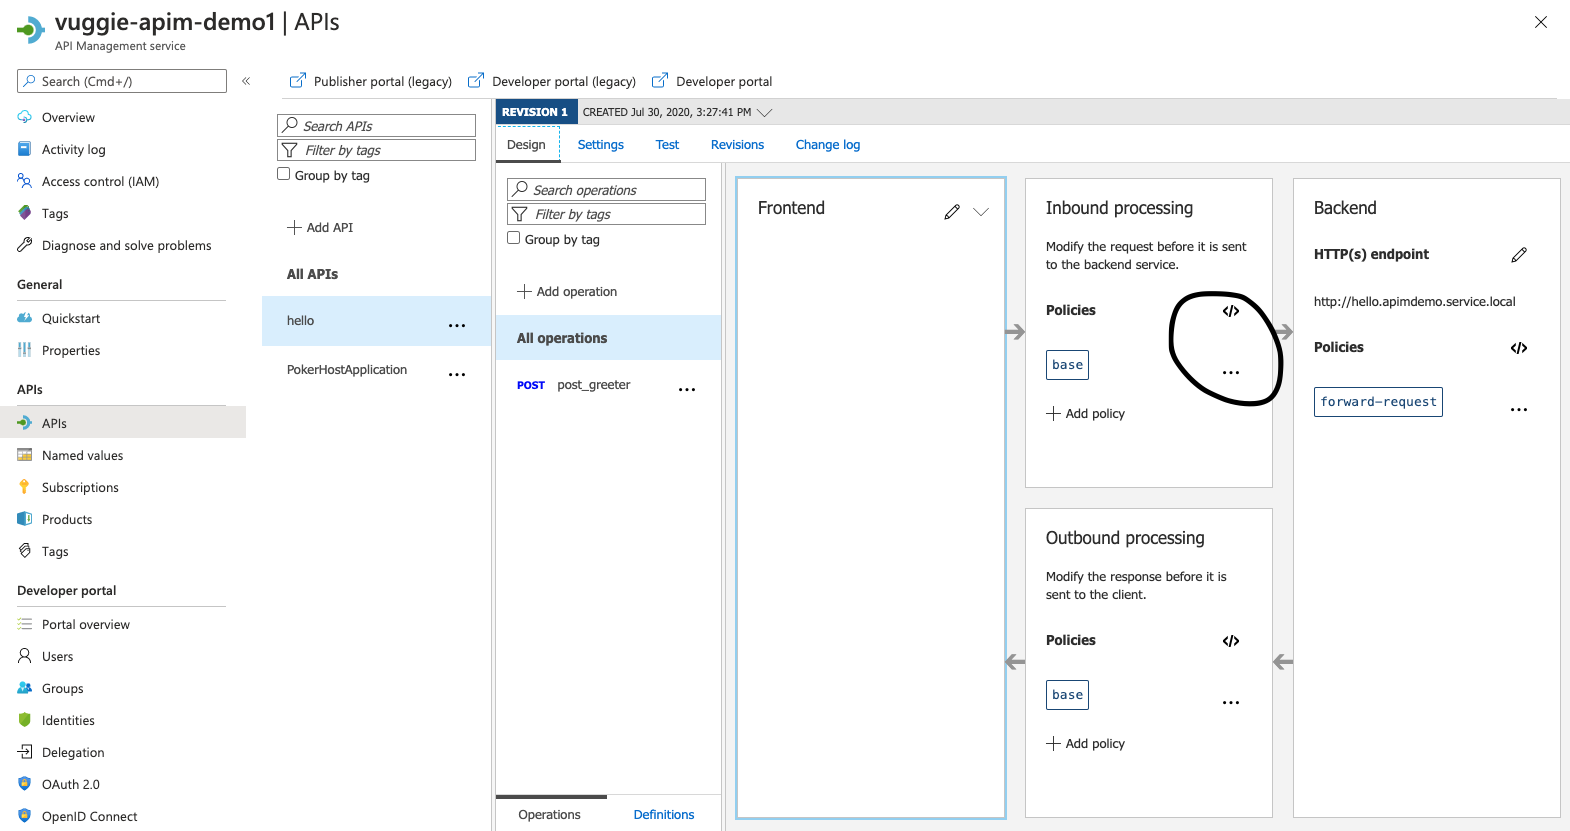 vuggie-apim-demo1 | APIs
API Management service
Search (Cmd+/)
«
Overview
Activity log
Access control (IAM)
Tags
Diagnose and solve problems
General
Quickstart
Properties
APIs
APIs
Named values
Subscriptions
Products
Tags
Developer portal
Portal overview
Users
Groups
Identities
Delegation
OAuth 2.0
OpenID Connect
Publisher portal (legacy)
Developer portal (legacy)
Developer portal
Search APIs
Filter by tags
Group by tag
Add API
All APIs
hello
...
PokerHostApplication
...
REVISION 1
CREATED Jul 30, 2020, 3:27:41 PM
Design
Settings
Test
Revisions
Change log
Search operations
Filter by tags
Group by tag
Add operation
All operations
POST post_greeter
...
Operations
Definitions
Frontend
Inbound processing
Modify the request before it is sent
to the backend service.
Policies
</>
base
...
Add policy
Outbound processing
Modify the response before it is
sent to the client.
Policies
</>
base
...
Add policy
Backend
HTTP(s) endpoint
http://hello.apimdemo.service.local
Policies
</>
forward-request
...